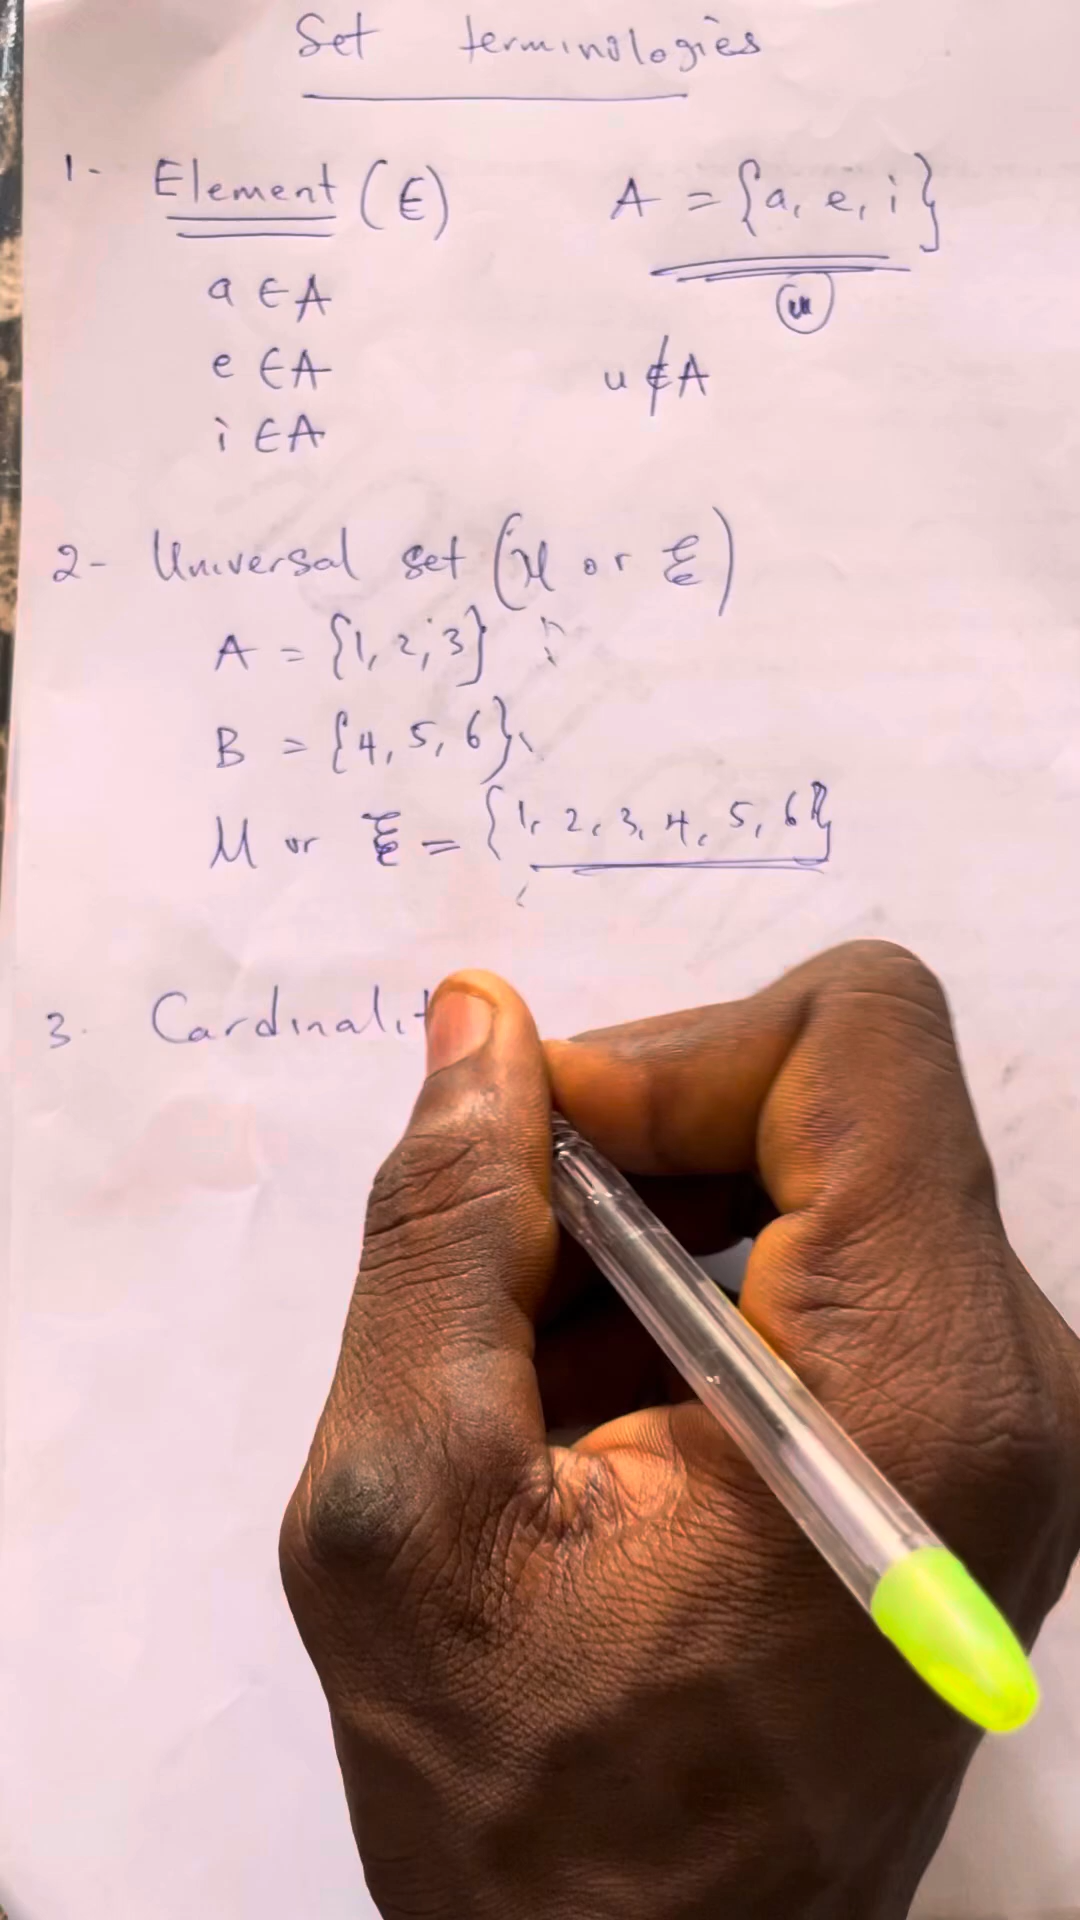 Set terminologies
1- Element (∈) A = {a, e, i}
a ∈ A
u
e ∈ A u ∉ A
i ∈ A
2- Universal set (μ or ξ)
A = {1, 2, 3}
B = {4, 5, 6}
μ or ξ = {1, 2, 3, 4, 5, 6}
3. Cardinalit